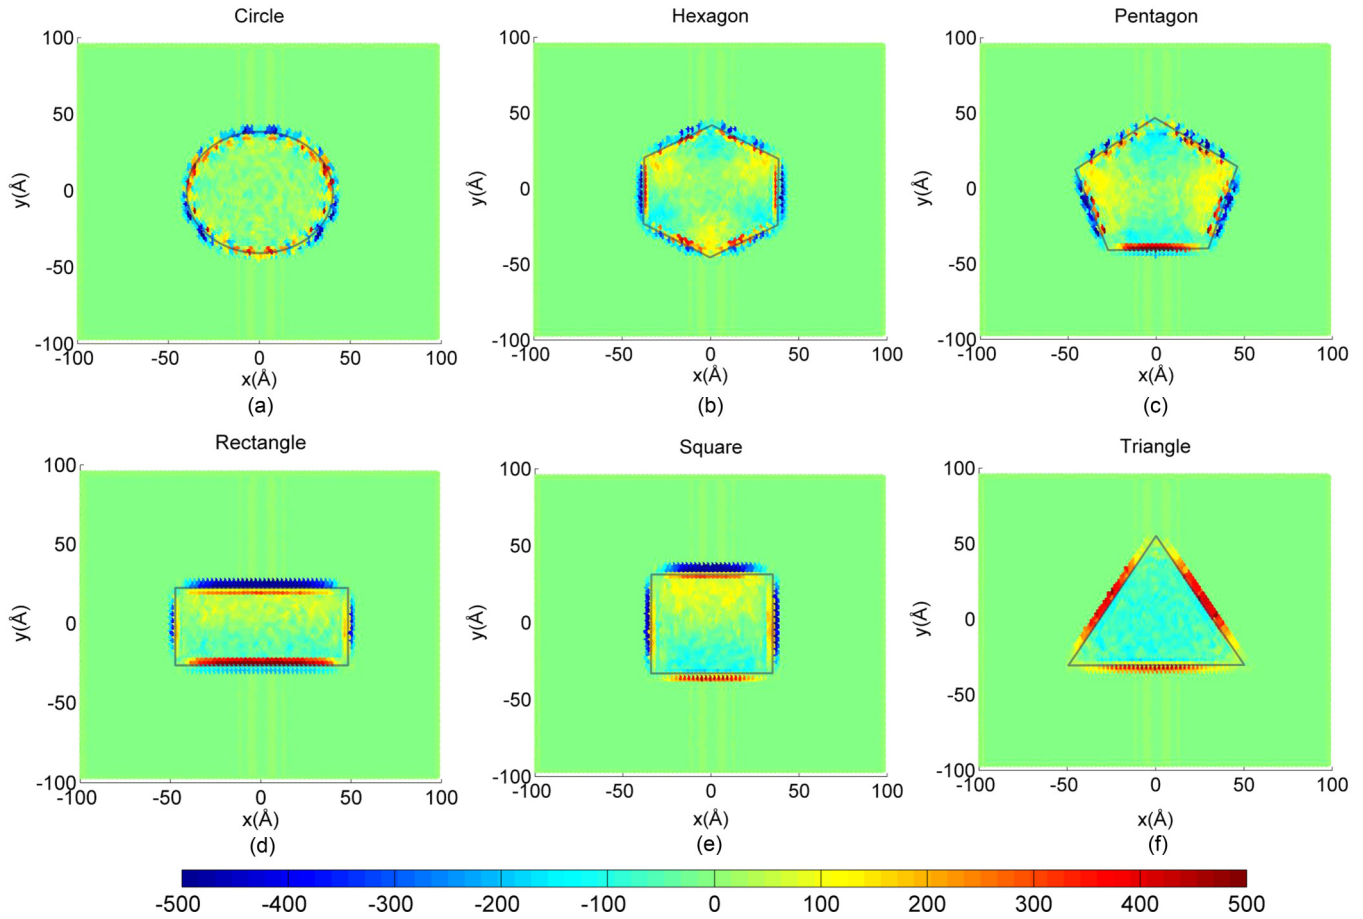 Circle
Hexagon
Pentagon
100
50
0
-50
-100
y(Å)
-100
-50
0
50
100
x(Å)
(a)
100
50
0
-50
-100
y(Å)
-100
-50
0
50
100
x(Å)
(b)
100
50
0
-50
-100
y(Å)
-100
-50
0
50
100
x(Å)
(c)
Rectangle
Square
Triangle
100
50
0
-50
-100
y(Å)
-100
-50
0
50
100
x(Å)
(d)
100
50
0
-50
-100
y(Å)
-100
-50
0
50
100
x(Å)
(e)
100
50
0
-50
-100
y(Å)
-100
-50
0
50
100
x(Å)
(f)
-500 -400 -300 -200 -100 0 100 200 300 400 500